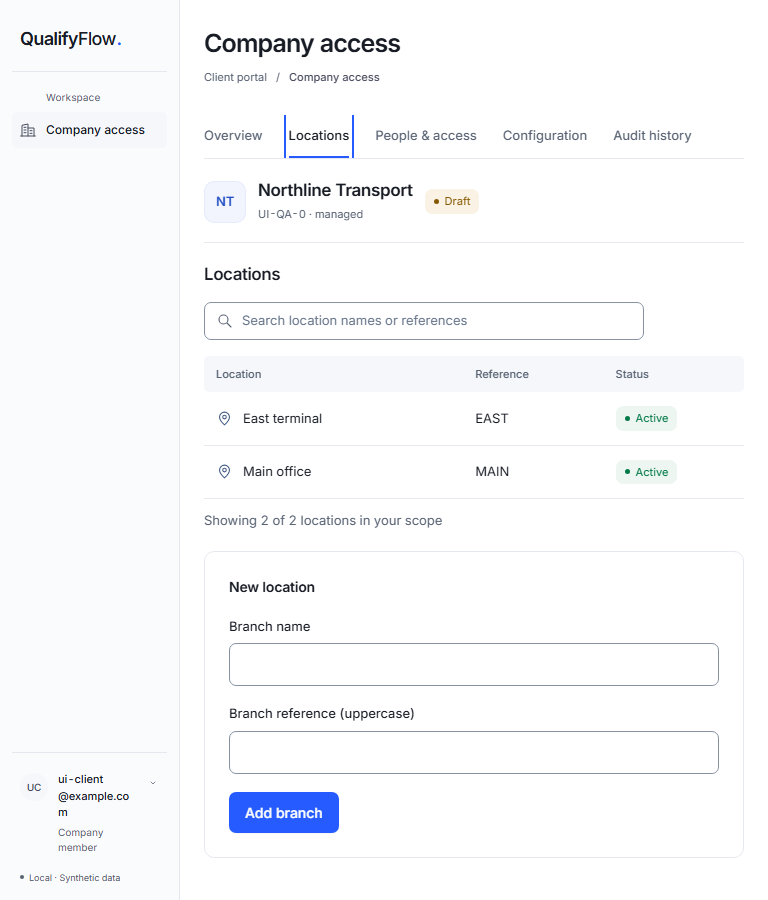 QualifyFlow.
Workspace
Company access
Company access
Client portal / Company access
Overview Locations People & access Configuration Audit history
NT
Northline Transport
UI-QA-0 · managed
Draft
Locations
Search location names or references
Location Reference Status
East terminal EAST Active
Main office MAIN Active
Showing 2 of 2 locations in your scope
New location
Branch name
Branch reference (uppercase)
Add branch
UC
ui-client
@example.co
m
Company
member
Local · Synthetic data